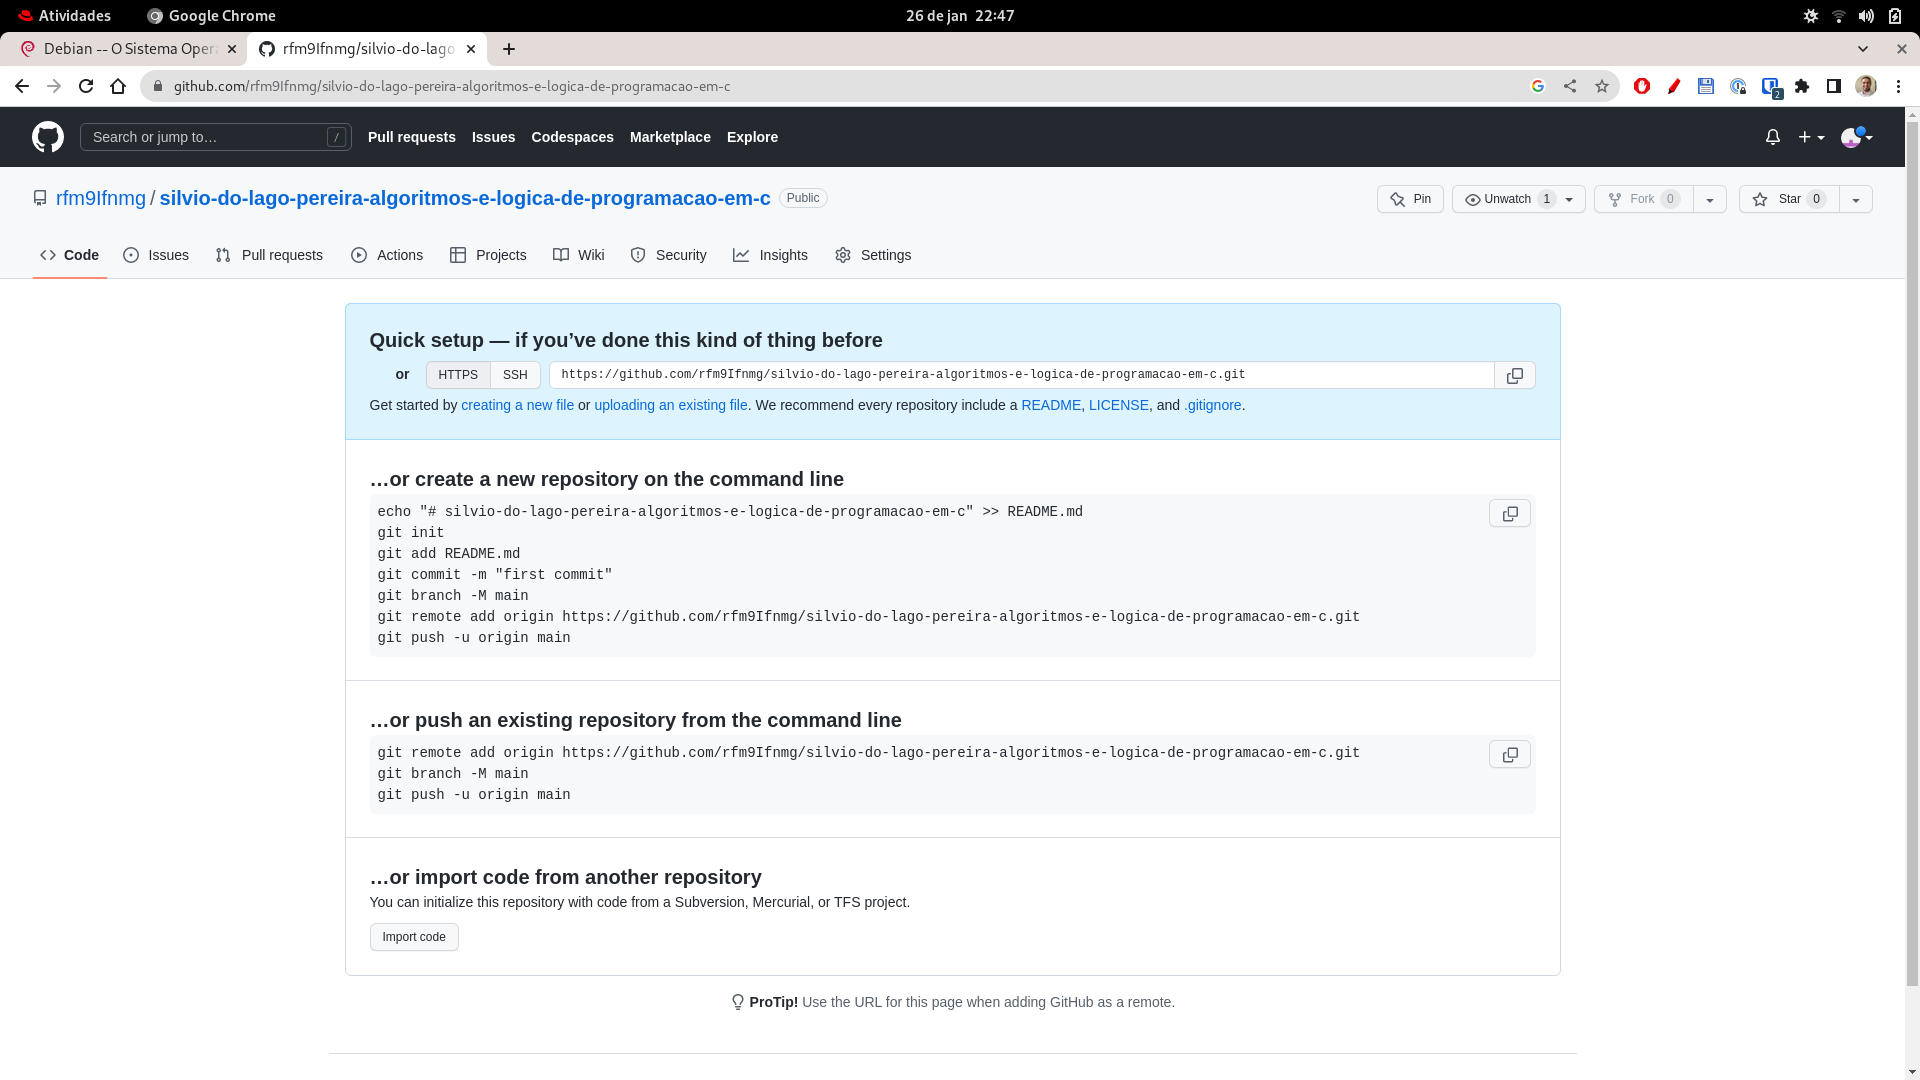 Atividades
Google Chrome
26 de jan 22:47
Debian -- O Sistema Oper
rfm9Ifnmg/silvio-do-lago
github.com/rfm9Ifnmg/silvio-do-lago-pereira-algoritmos-e-logica-de-programacao-em-c
2
Search or jump to…
/
Pull requests
Issues
Codespaces
Marketplace
Explore
rfm9Ifnmg / silvio-do-lago-pereira-algoritmos-e-logica-de-programacao-em-c
Public
Pin
Unwatch 1
Fork 0
Star 0
Code
Issues
Pull requests
Actions
Projects
Wiki
Security
Insights
Settings
Quick setup — if you’ve done this kind of thing before
or
HTTPS
SSH
https://github.com/rfm9Ifnmg/silvio-do-lago-pereira-algoritmos-e-logica-de-programacao-em-c.git
Get started by creating a new file or uploading an existing file. We recommend every repository include a README, LICENSE, and .gitignore.
…or create a new repository on the command line
echo "# silvio-do-lago-pereira-algoritmos-e-logica-de-programacao-em-c" >> README.md
git init
git add README.md
git commit -m "first commit"
git branch -M main
git remote add origin https://github.com/rfm9Ifnmg/silvio-do-lago-pereira-algoritmos-e-logica-de-programacao-em-c.git
git push -u origin main
…or push an existing repository from the command line
git remote add origin https://github.com/rfm9Ifnmg/silvio-do-lago-pereira-algoritmos-e-logica-de-programacao-em-c.git
git branch -M main
git push -u origin main
…or import code from another repository
You can initialize this repository with code from a Subversion, Mercurial, or TFS project.
Import code
ProTip! Use the URL for this page when adding GitHub as a remote.